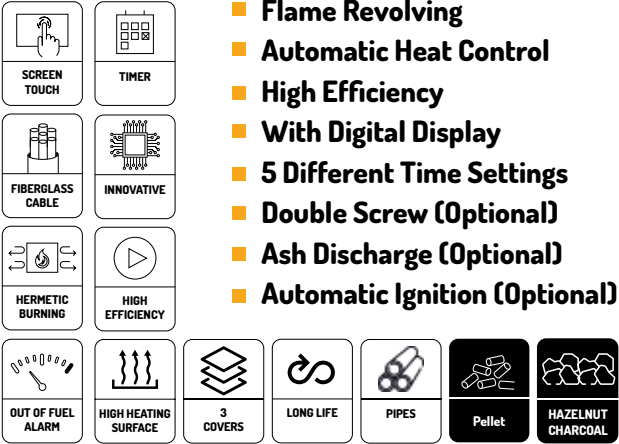 Flame Revolving
Automatic Heat Control
High Efficiency
With Digital Display
5 Different Time Settings
Double Screw (Optional)
Ash Discharge (Optional)
Automatic Ignition (Optional)
SCREEN
TOUCH
TIMER
FIBERGLASS
CABLE
INNOVATIVE
HERMETIC
BURNING
HIGH
EFFICIENCY
OUT OF FUEL
ALARM
HIGH HEATING
SURFACE
3
COVERS
LONG LIFE
PIPES
Pellet
HAZELNUT
CHARCOAL